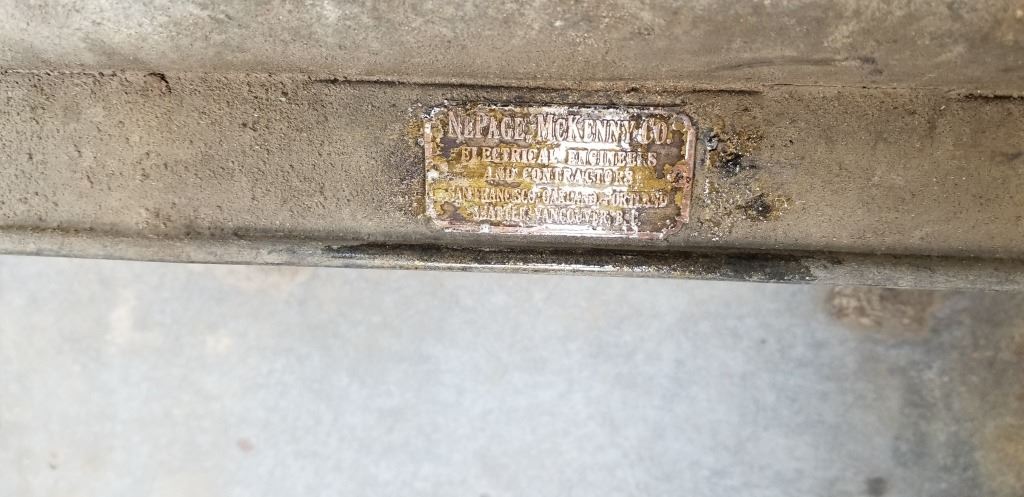 NePAGE, McKENNY CO.
ELECTRICAL ENGINEERS
AND CONTRACTORS
SAN FRANCISCO-OAKLAND-PORTLAND
SEATTLE, VANCOUVER, B.C.